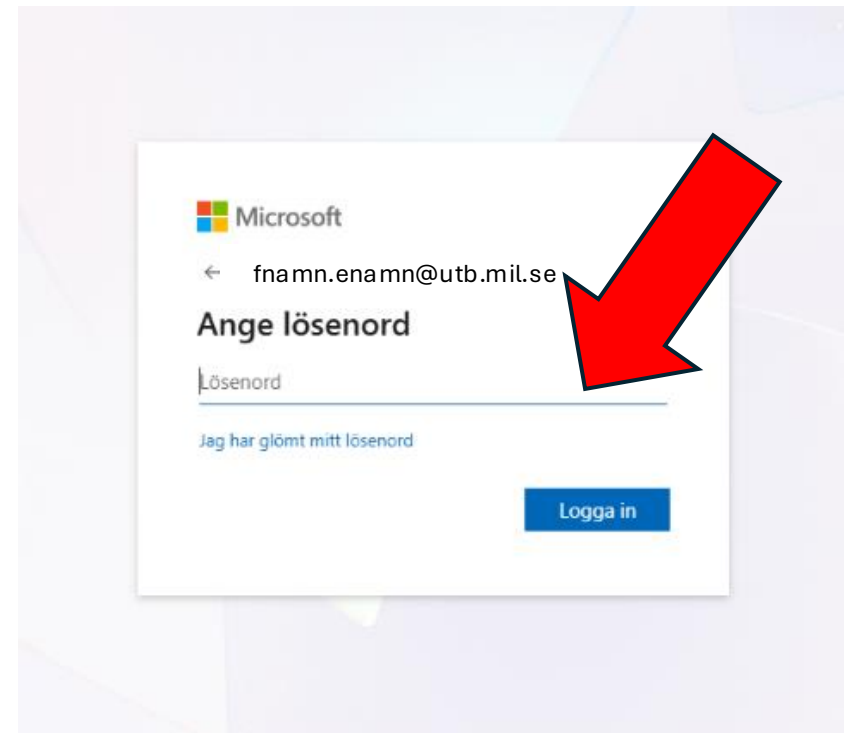 Microsoft
fnamn.enamn@utb.mil.se
Ange lösenord
Lösenord
Jag har glömt mitt lösenord
Logga in